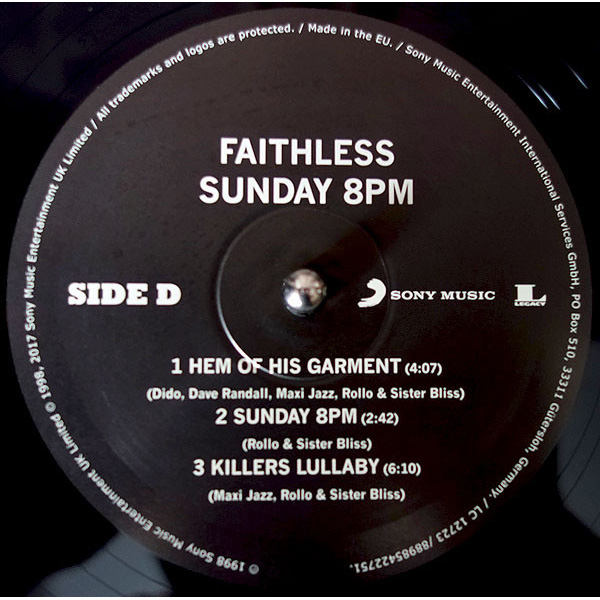 FAITHLESS
SUNDAY 8PM
SIDE D
SONY MUSIC
L
LEGACY
1 HEM OF HIS GARMENT (4:07)
(Dido, Dave Randall, Maxi Jazz, Rollo & Sister Bliss)
2 SUNDAY 8PM (2:42)
(Rollo & Sister Bliss)
3 KILLERS LULLABY (6:10)
(Maxi Jazz, Rollo & Sister Bliss)
℗ 1998 Sony Music Entertainment UK Limited © 1998, 2017 Sony Music Entertainment UK Limited / All trademarks and logos are protected. / Made in the EU. / Sony Music Entertainment International Services GmbH, PO Box 510, 33311 Gütersloh, Germany. / LC 12723 /88985422751.